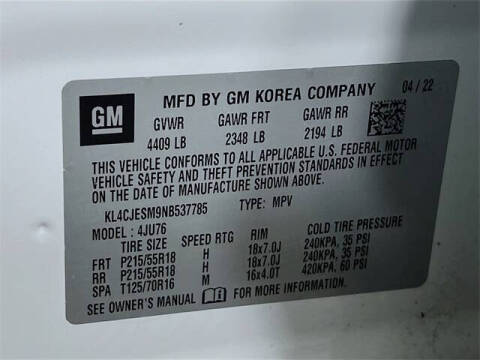 GM
MFD BY GM KOREA COMPANY
04 / 22
GVWR GAWR FRT GAWR RR
4409 LB 2348 LB 2194 LB
THIS VEHICLE CONFORMS TO ALL APPLICABLE U.S. FEDERAL MOTOR
VEHICLE SAFETY AND THEFT PREVENTION STANDARDS IN EFFECT
ON THE DATE OF MANUFACTURE SHOWN ABOVE.
KL4CJESM9NB537785 TYPE: MPV
MODEL : 4JU76
SPEED RTG RIM COLD TIRE PRESSURE
FRT P215/55R18 H 18x7.0J 240KPA, 35 PSI
RR P215/55R18 H 18x7.0J 240KPA, 35 PSI
SPA T125/70R16 M 16x4.0T 420KPA, 60 PSI
SEE OWNER'S MANUAL FOR MORE INFORMATION.